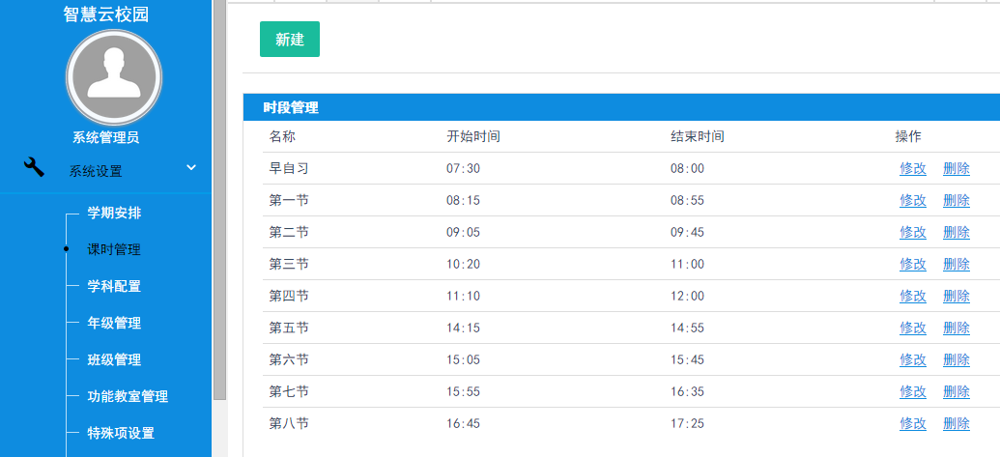 智慧云校园
系统管理员
系统设置
学期安排
课时管理
学科配置
年级管理
班级管理
功能教室管理
特殊项设置
新建
时段管理
名称 开始时间 结束时间 操作
早自习 07:30 08:00 修改 删除
第一节 08:15 08:55 修改 删除
第二节 09:05 09:45 修改 删除
第三节 10:20 11:00 修改 删除
第四节 11:10 12:00 修改 删除
第五节 14:15 14:55 修改 删除
第六节 15:05 15:45 修改 删除
第七节 15:55 16:35 修改 删除
第八节 16:45 17:25 修改 删除